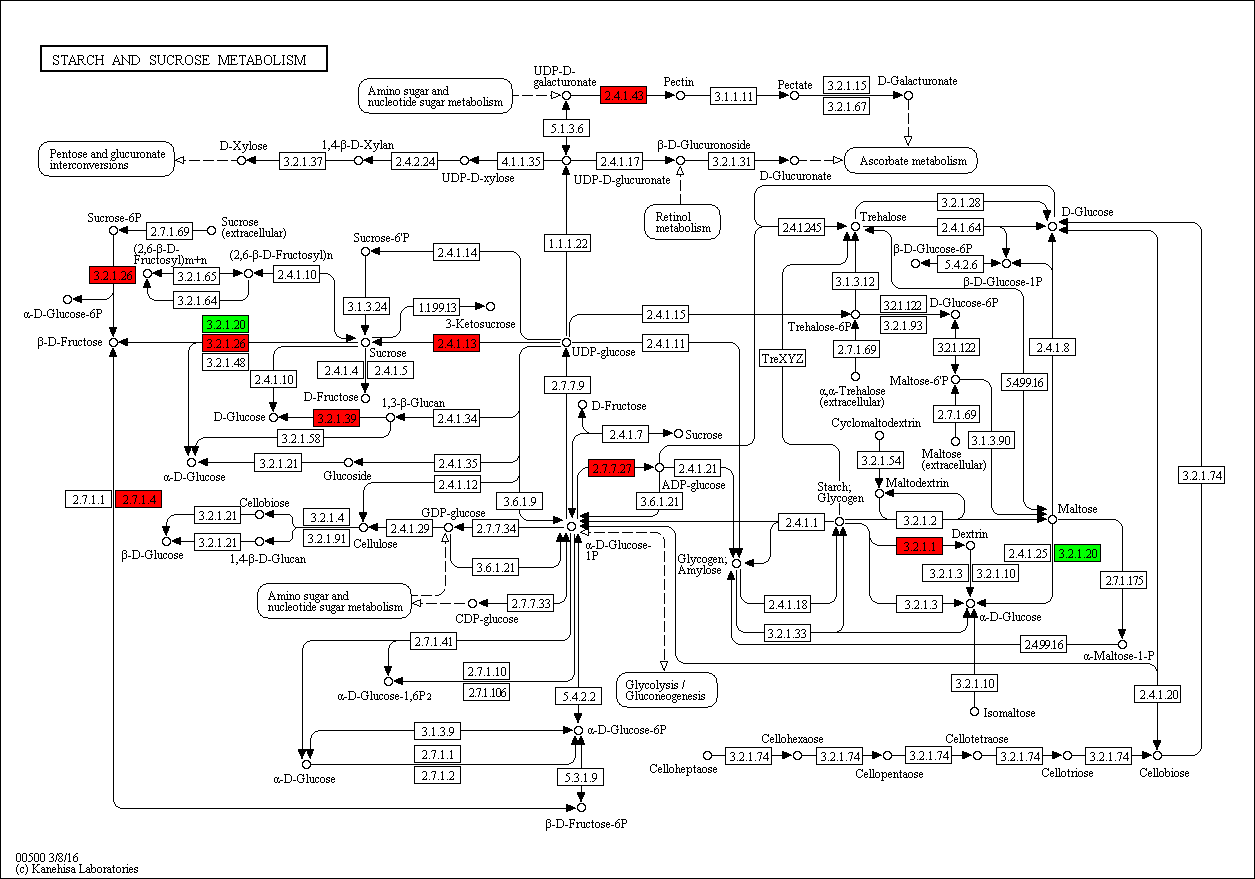 STARCH AND SUCROSE METABOLISM
UDP-D-
galacturonate
Amino sugar and
nucleotide sugar metabolism
2.4.1.43
Pectin
3.1.1.11
Pectate
3.2.1.15
3.2.1.67
D-Galacturonate
5.1.3.6
Pentose and glucuronate
interconversions
D-Xylose
3.2.1.37
1,4-β-D-Xylan
2.4.2.24
UDP-D-xylose
4.1.1.35
2.4.1.17
UDP-D-glucuronate
β-D-Glucuronoside
3.2.1.31
D-Glucuronate
Ascorbate metabolism
Retinol
metabolism
Sucrose-6P
2.7.1.69
Sucrose
(extracellular)
(2,6-β-D-
Fructosyl)m+n
(2,6-β-D-Fructosyl)n
3.2.1.26
3.2.1.65
3.2.1.64
2.4.1.10
α-D-Glucose-6P
Sucrose-6'P
2.4.1.14
1.1.1.22
3.1.3.24
1.1.99.13
3-Ketosucrose
β-D-Fructose
3.2.1.20
3.2.1.26
3.2.1.48
Sucrose
2.4.1.13
UDP-glucose
2.4.1.15
2.4.1.11
2.4.1.10
2.4.1.4
2.4.1.5
D-Fructose
2.7.7.9
D-Glucose
3.2.1.39
1,3-β-Glucan
2.4.1.34
3.2.1.58
D-Fructose
2.4.1.7
Sucrose
α-D-Glucose
3.2.1.21
Glucoside
2.4.1.35
2.4.1.12
2.7.7.27
ADP-glucose
2.4.1.21
3.6.1.21
3.6.1.9
2.7.1.1
2.7.1.4
Cellobiose
3.2.1.21
3.2.1.4
3.2.1.91
3.2.1.21
β-D-Glucose
1,4-β-D-Glucan
Cellulose
2.4.1.29
GDP-glucose
2.7.7.34
3.6.1.21
α-D-Glucose-
1P
Amino sugar and
nucleotide sugar metabolism
CDP-glucose
2.7.7.33
2.7.1.41
2.7.1.10
2.7.1.106
α-D-Glucose-1,6P2
5.4.2.2
Glycolysis /
Gluconeogenesis
3.1.3.9
α-D-Glucose-6P
2.7.1.1
2.7.1.2
α-D-Glucose
5.3.1.9
β-D-Fructose-6P
2.4.1.245
Trehalose
3.2.1.28
2.4.1.64
D-Glucose
β-D-Glucose-6P
5.4.2.6
β-D-Glucose-1P
3.1.3.12
Trehalose-6P
3.2.1.122
3.2.1.93
D-Glucose-6P
2.7.1.69
α,α-Trehalose
(extracellular)
3.2.1.122
Maltose-6'P
2.7.1.69
Maltose
(extracellular)
3.1.3.90
5.4.99.16
2.4.1.8
TreXYZ
Cyclomaltodextrin
3.2.1.54
Maltodextrin
3.2.1.2
Starch;
Glycogen
2.4.1.1
Maltose
Dextrin
3.2.1.1
2.4.1.25
3.2.1.20
3.2.1.3
3.2.1.10
3.2.1.3
α-D-Glucose
Glycogen;
Amylose
2.4.1.18
3.2.1.33
2.7.1.175
2.4.99.16
α-Maltose-1-P
3.2.1.10
Isomaltose
3.2.1.74
2.4.1.20
Celloheptaose
3.2.1.74
Cellohexaose
3.2.1.74
Cellopentaose
3.2.1.74
Cellotetraose
3.2.1.74
Cellotriose
3.2.1.74
Cellobiose
00500 3/8/16
(c) Kanehisa Laboratories